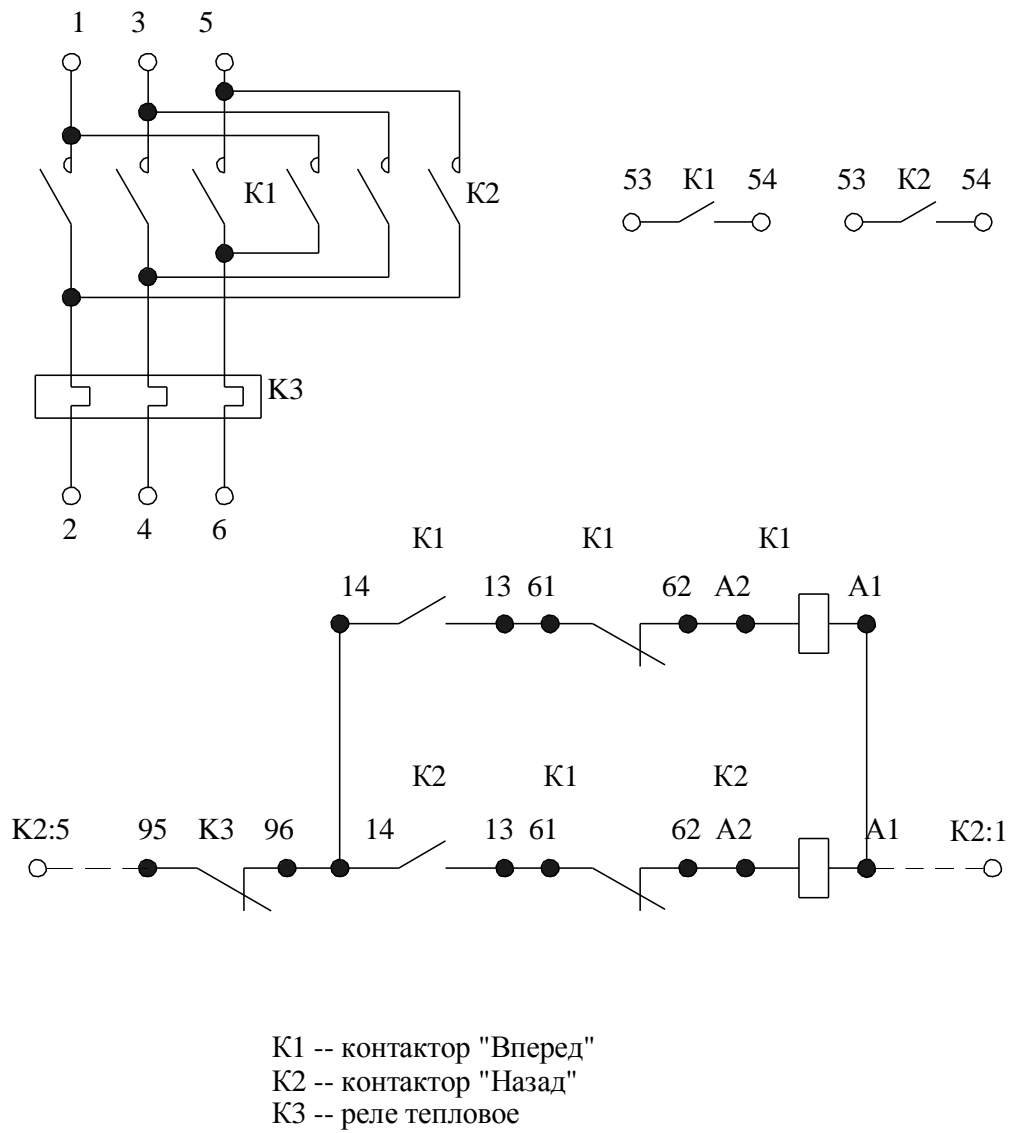 1 3 5
К1 К2
53 К1 54 53 К2 54
К3
2 4 6
К1 К1 К1
14 13 61 62 А2 А1
К2 К1 К2
К2:5 95 К3 96 14 13 61 62 А2 А1 К2:1
К1 -- контактор "Вперед"
К2 -- контактор "Назад"
К3 -- реле тепловое